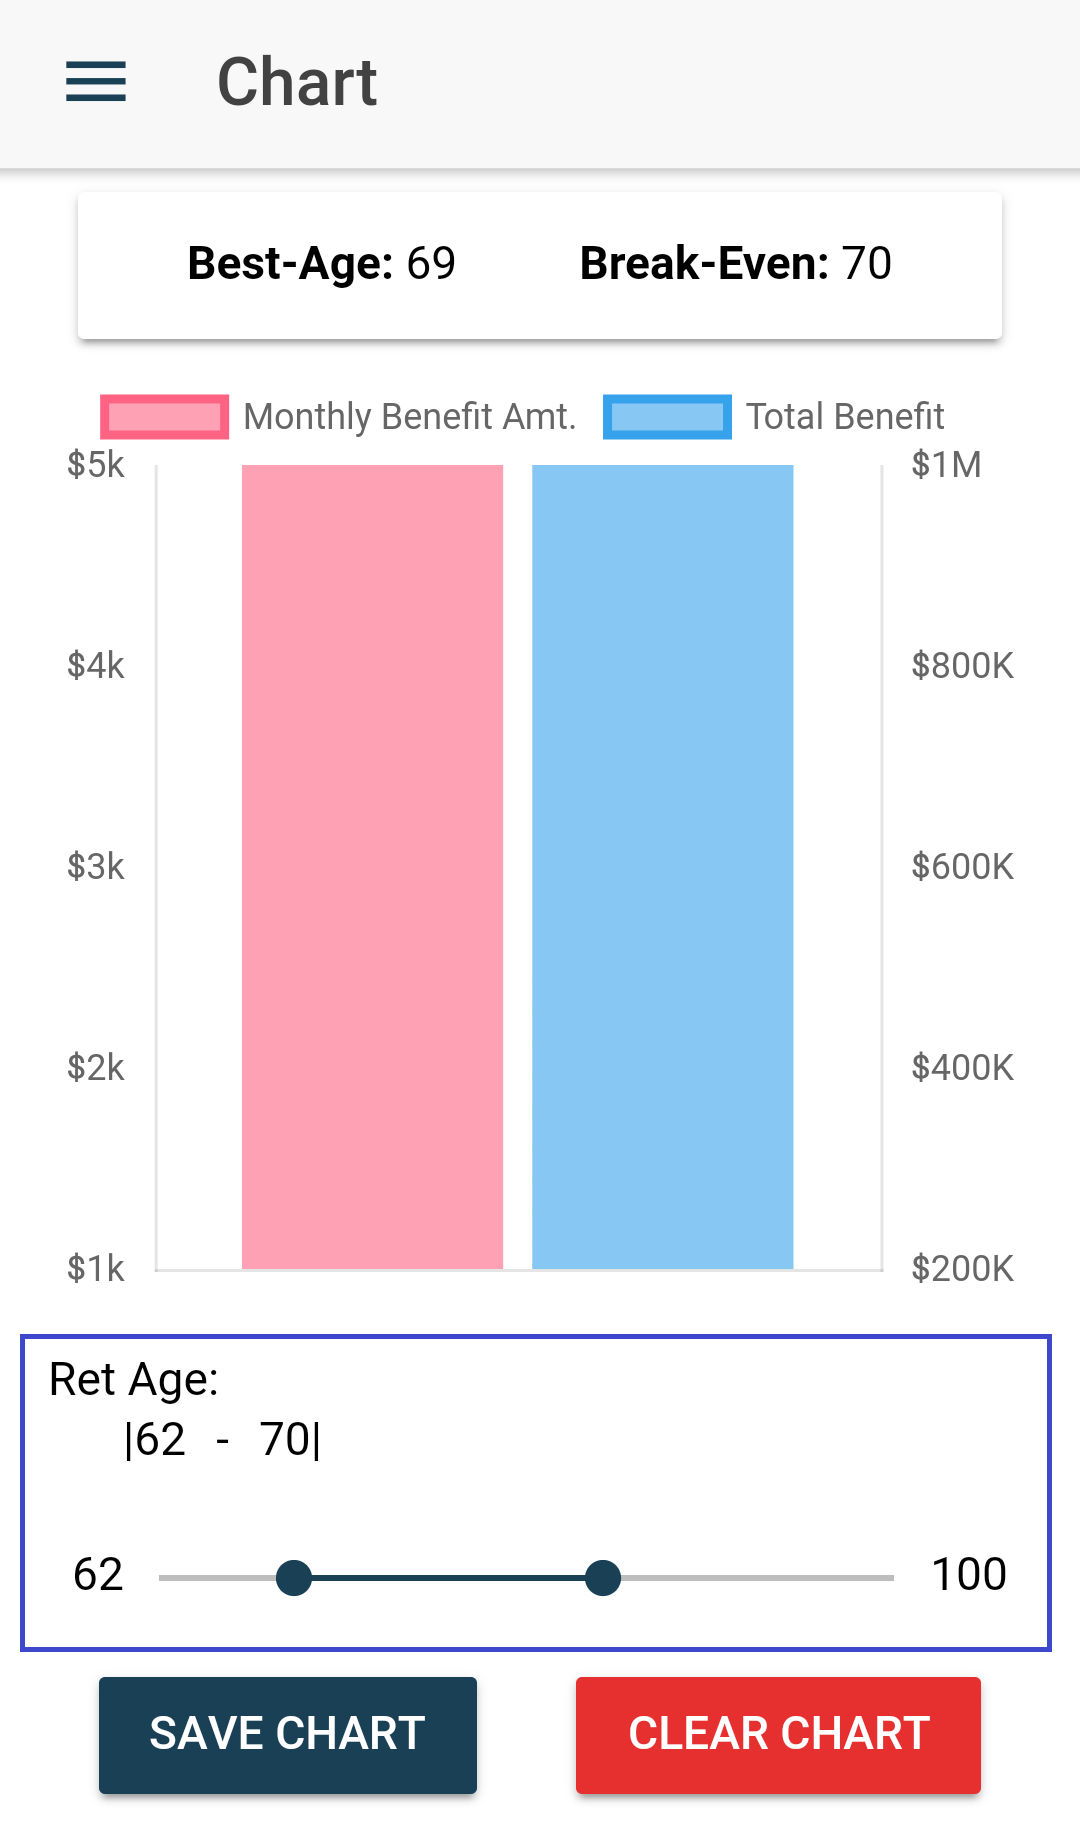 Chart
Best-Age: 69 Break-Even: 70
Monthly Benefit Amt. Total Benefit
$5k $1M
$4k $800K
$3k $600K
$2k $400K
$1k $200K
Ret Age:
|62 - 70|
62 100
SAVE CHART CLEAR CHART